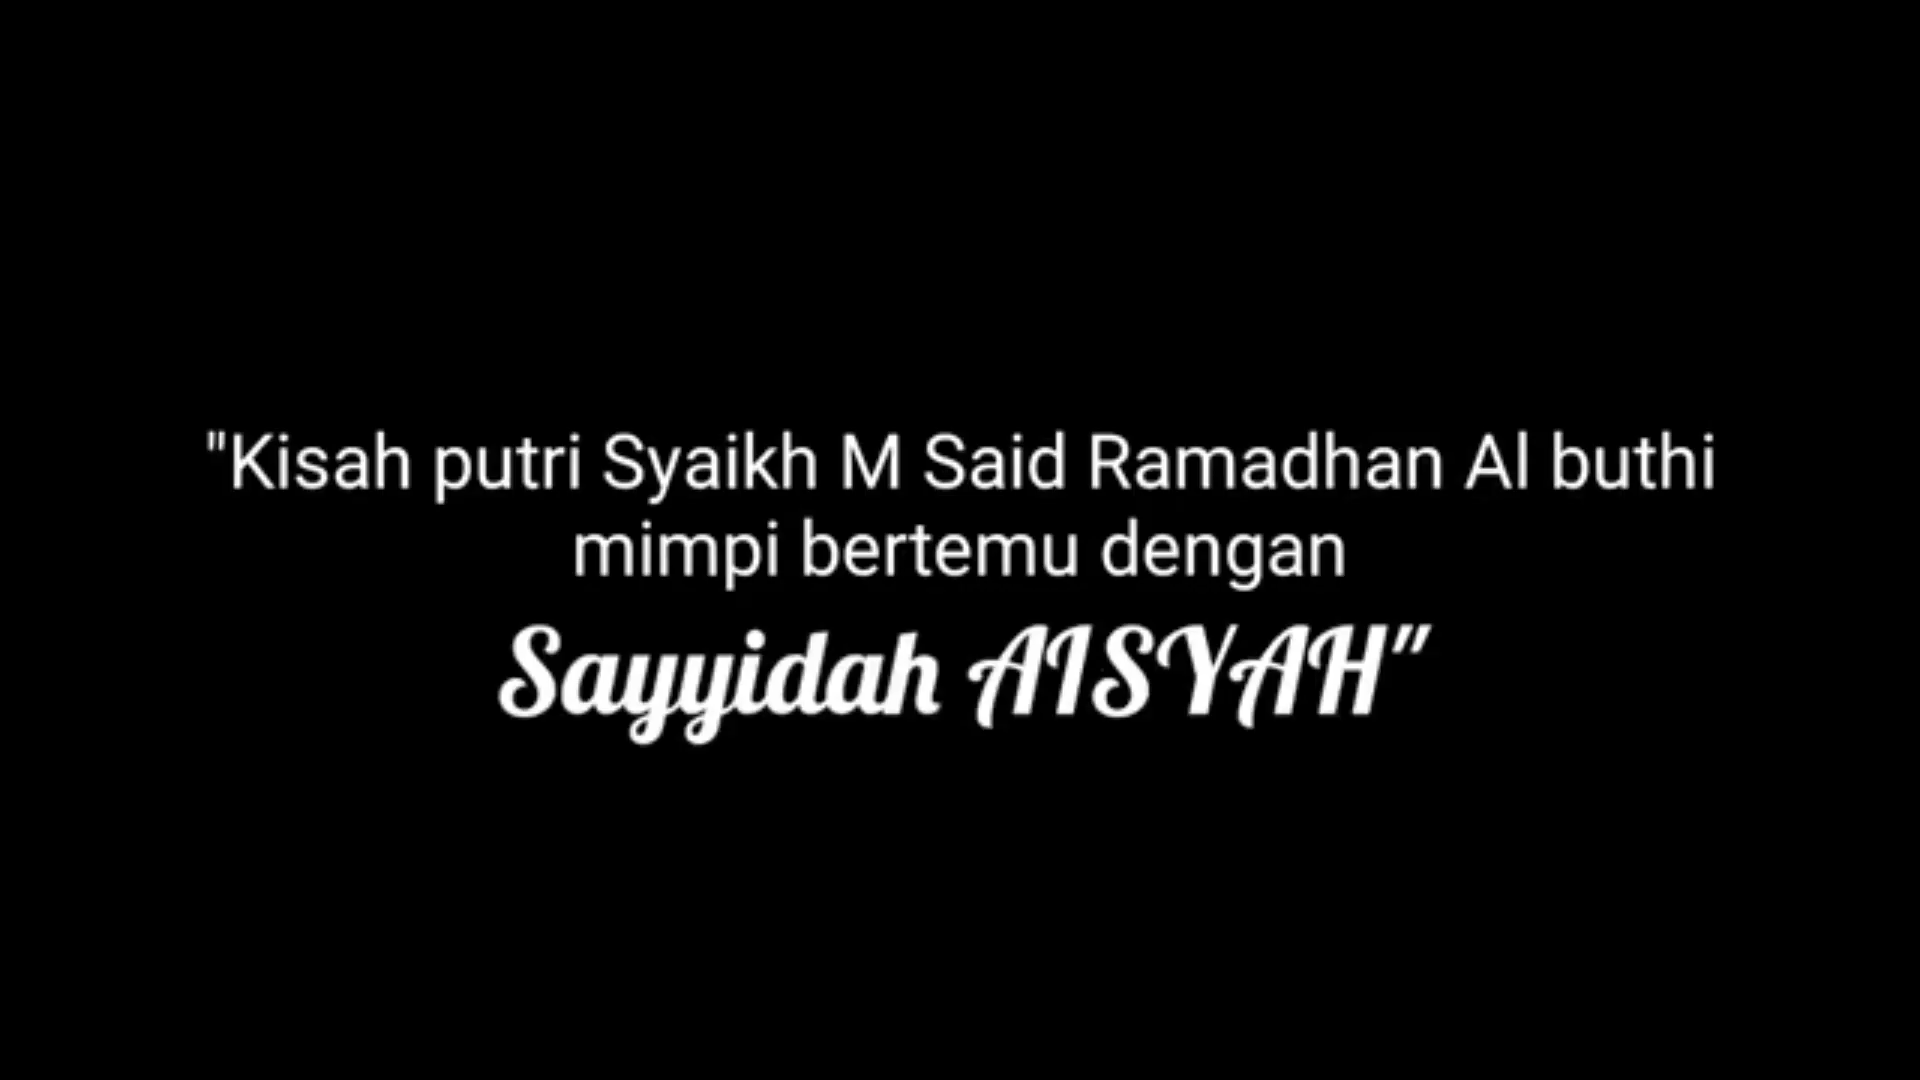 "Kisah putri Syaikh M Said Ramadhan Al buthi
mimpi bertemu dengan
Sayyidah AISYAH"